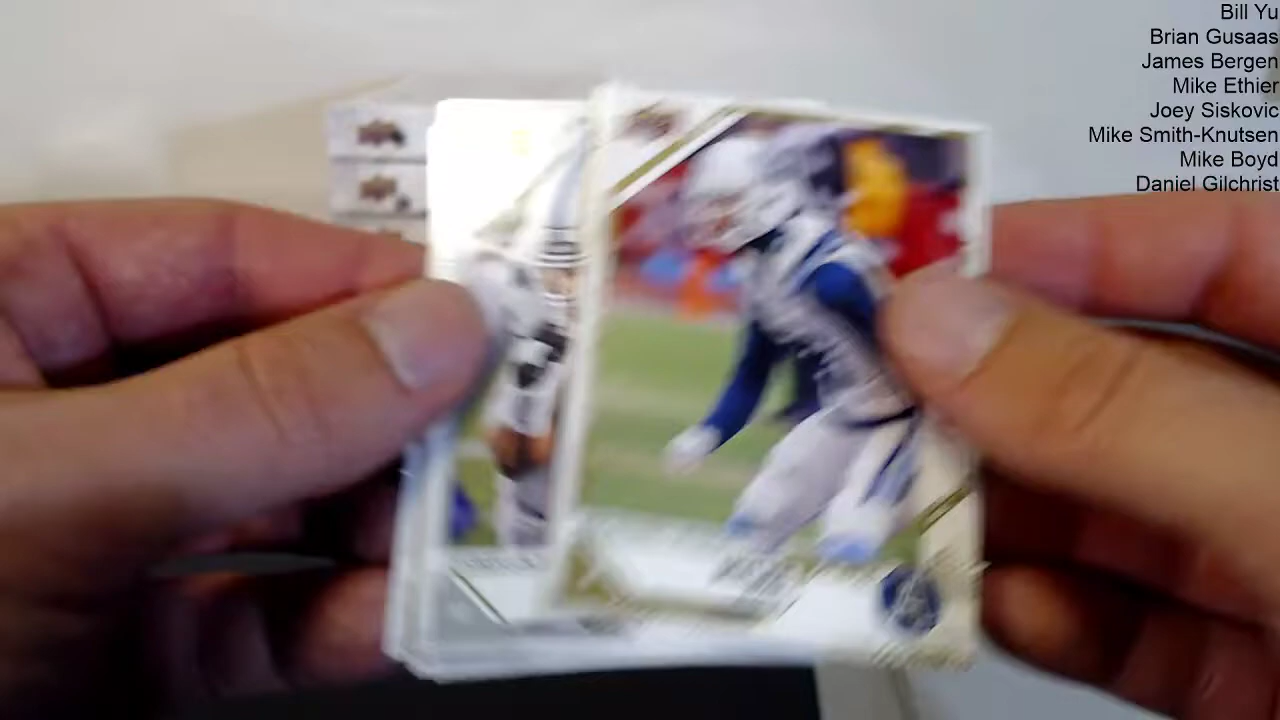 Bill Yu
Brian Gusaas
James Bergen
Mike Ethier
Joey Siskovic
Mike Smith-Knutsen
Mike Boyd
Daniel Gilchrist